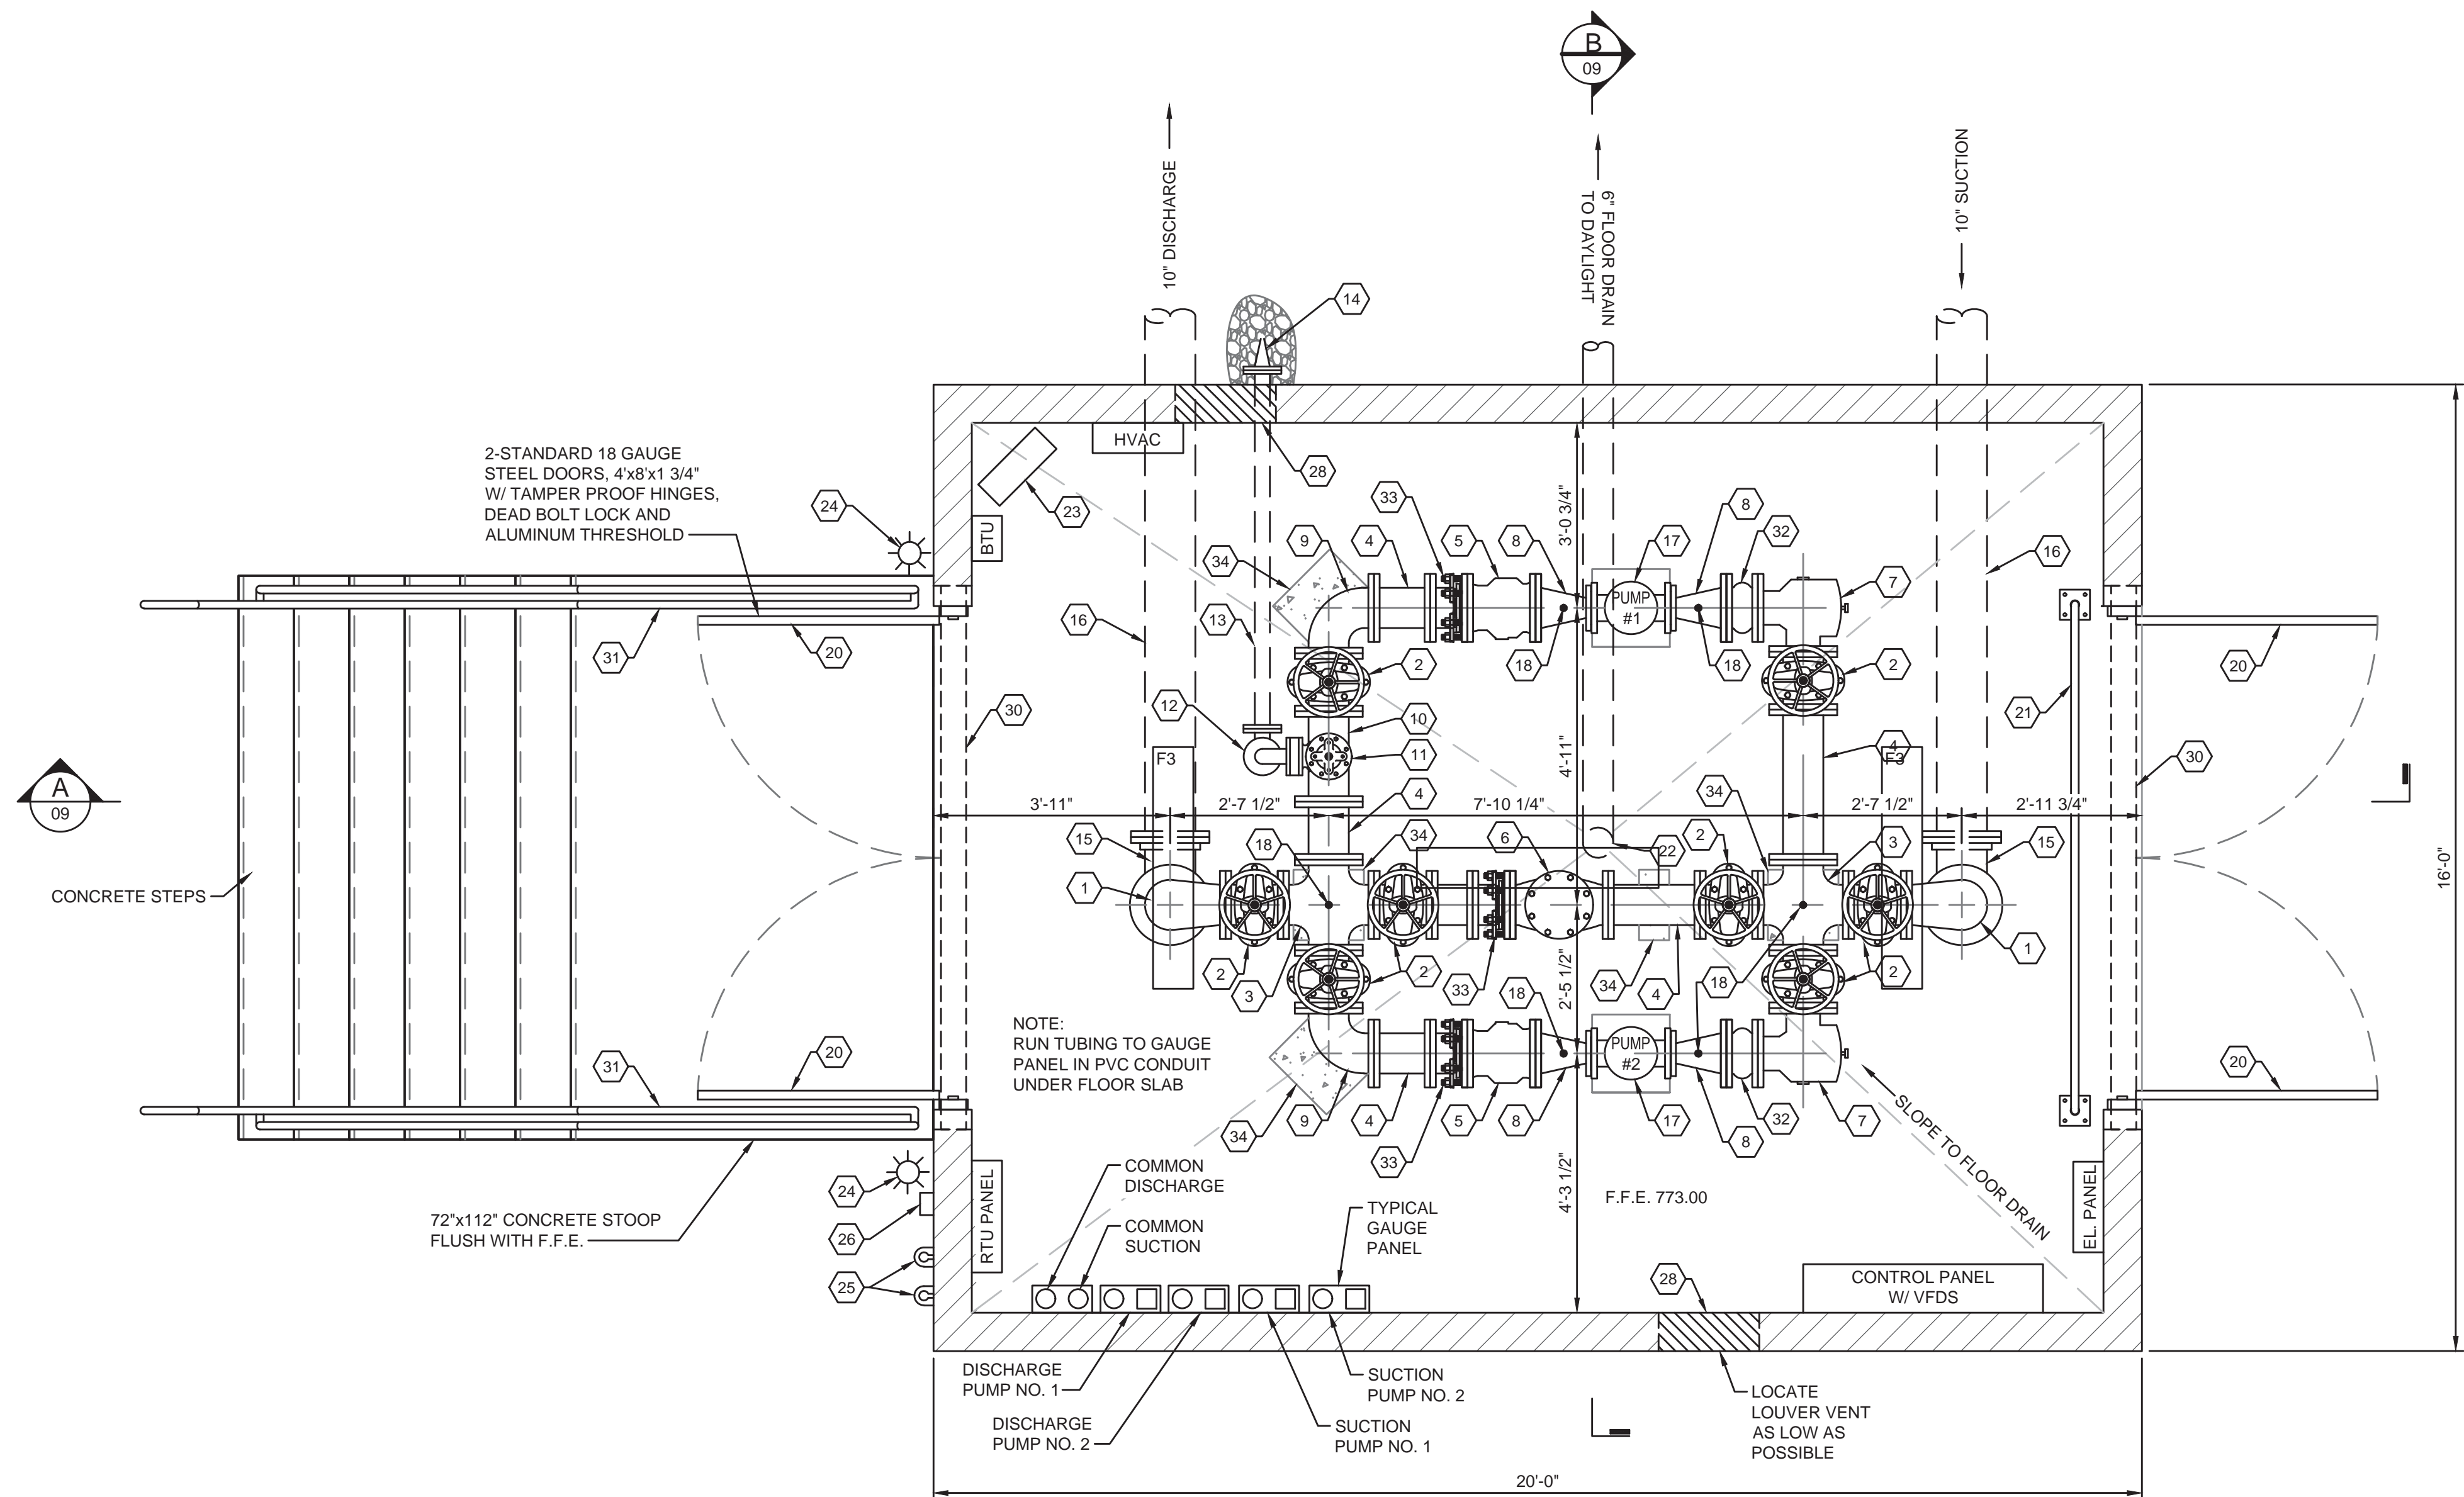 B
09
10" DISCHARGE
6" FLOOR DRAIN
TO DAYLIGHT
10" SUCTION
14
HVAC
28
23
2-STANDARD 18 GAUGE
STEEL DOORS, 4'x8'x1 3/4"
W/ TAMPER PROOF HINGES,
DEAD BOLT LOCK AND
ALUMINUM THRESHOLD
24
BTU
33
3'-0 3/4"
8
34
9
4
5
8
17
32
16
7
PUMP
#1
16
13
31
20
2
18
18
2
20
12
10
21
30
11
4
30
F3
4'-11"
F3
A
09
4
34
3'-11"
2'-7 1/2"
7'-10 1/4"
2'-7 1/2"
2'-11 3/4"
15
18
34
6
2
22
3
15
16'-0"
1
CONCRETE STEPS
1
2
3
2
33
2'-5 1/2"
34
4
18
2
NOTE:
RUN TUBING TO GAUGE
PANEL IN PVC CONDUIT
UNDER FLOOR SLAB
18
PUMP
#2
20
31
20
34
9
4
5
8
17
8
32
7
33
SLOPE TO FLOOR DRAIN
COMMON
DISCHARGE
4'-3 1/2"
24
72"x112" CONCRETE STOOP
FLUSH WITH F.F.E.
26
RTU PANEL
COMMON
SUCTION
TYPICAL
GAUGE
PANEL
F.F.E. 773.00
EL. PANEL
25
28
CONTROL PANEL
W/ VFDS
DISCHARGE
PUMP NO. 1
SUCTION
PUMP NO. 2
DISCHARGE
PUMP NO. 2
SUCTION
PUMP NO. 1
LOCATE
LOUVER VENT
AS LOW AS
POSSIBLE
20'-0"